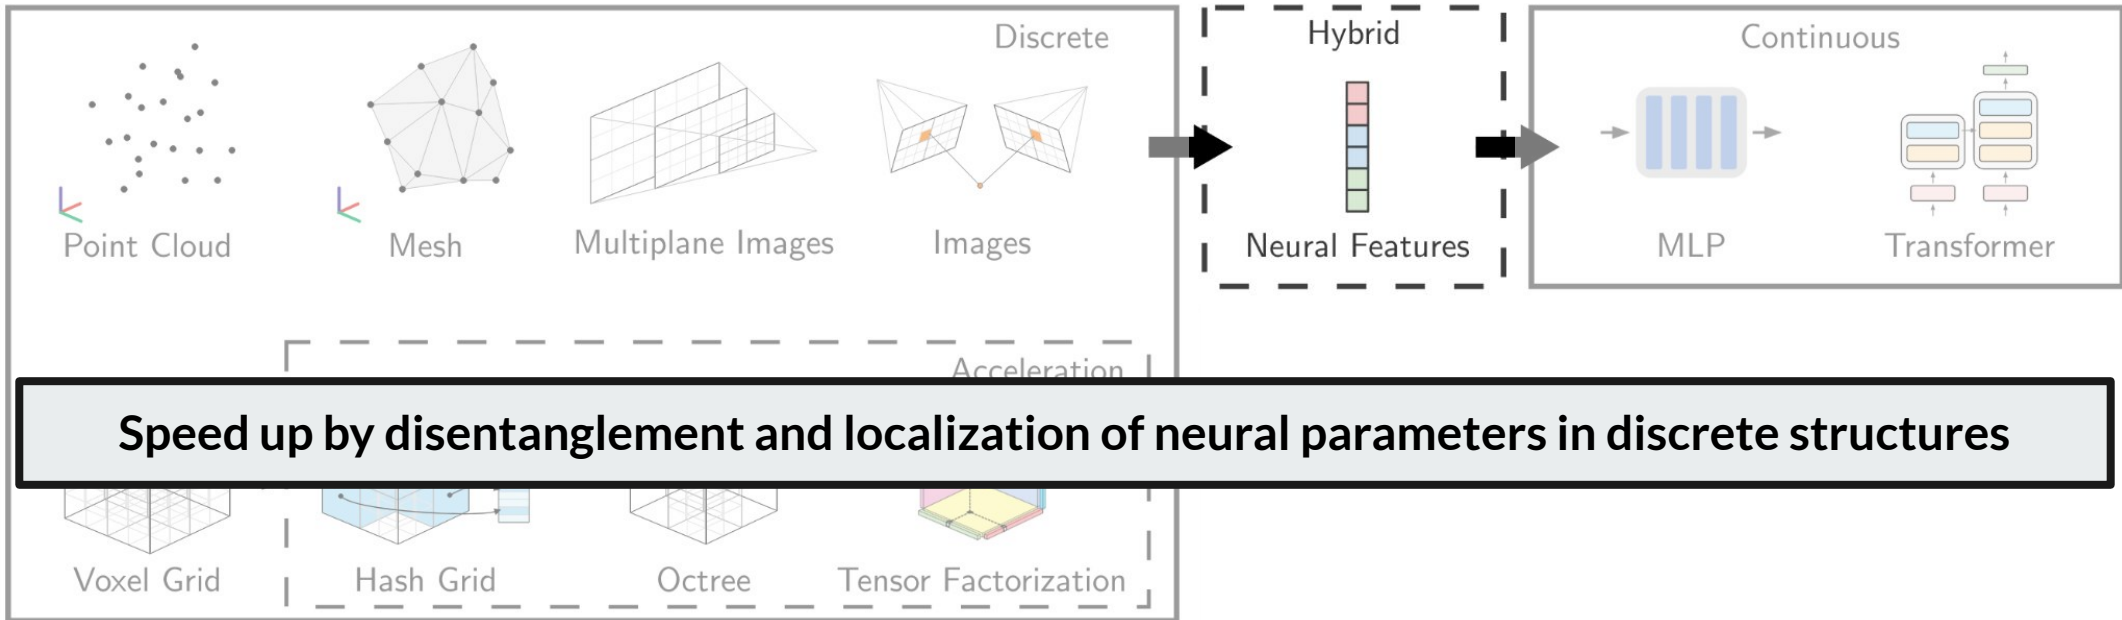 Discrete
Hybrid
Continuous
Point Cloud
Mesh
Multiplane Images
Images
Neural Features
MLP
Transformer
Acceleration
Speed up by disentanglement and localization of neural parameters in discrete structures
Voxel Grid
Hash Grid
Octree
Tensor Factorization